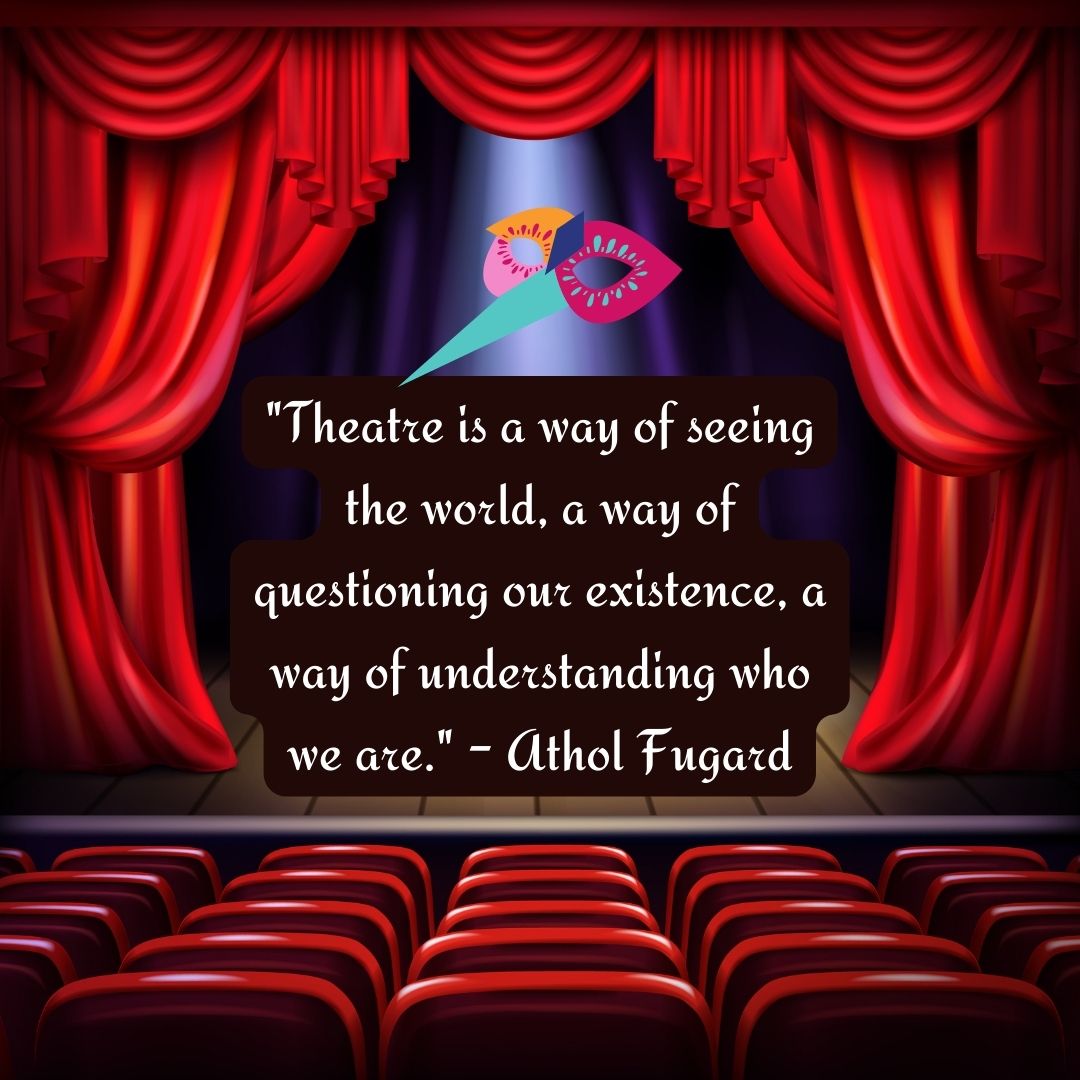 "Theatre is a way of seeing
the world, a way of
questioning our existence, a
way of understanding who
we are." - Athol Fugard